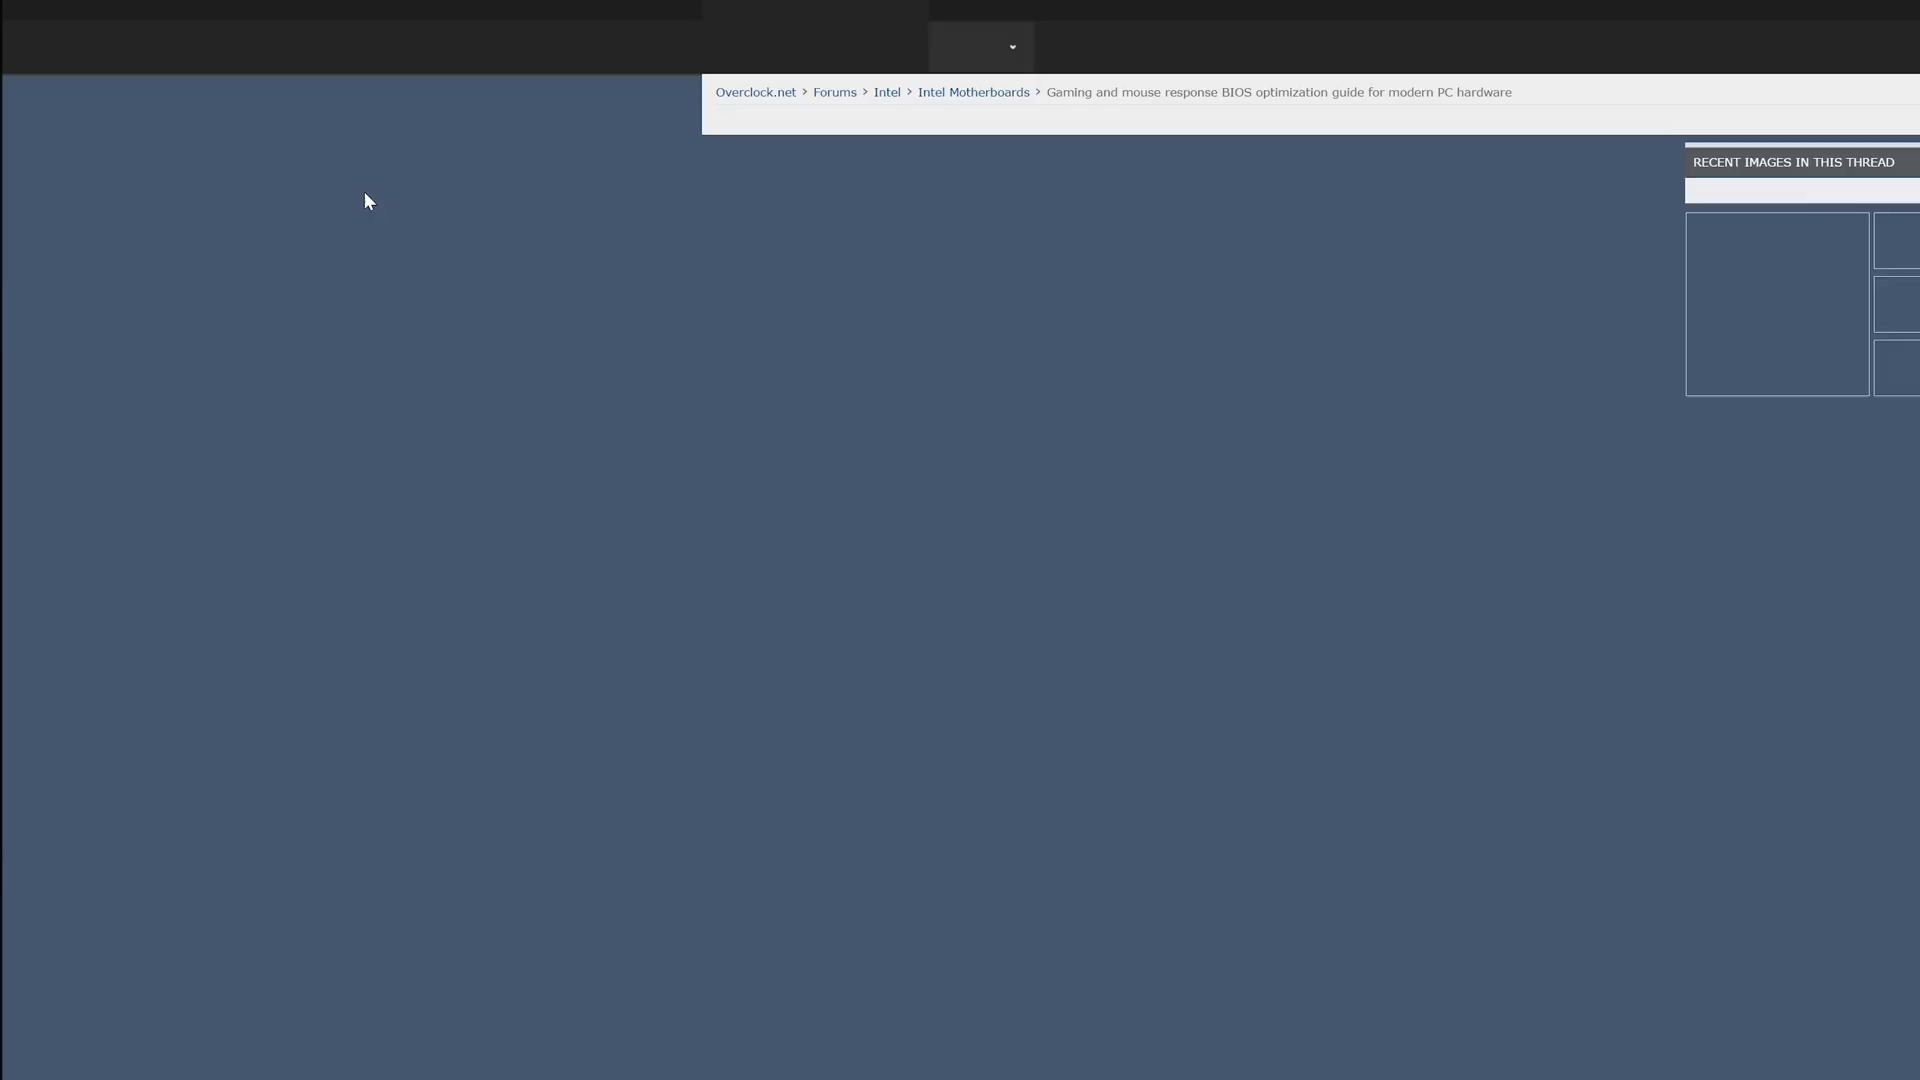 Overclock.net > Forums > Intel > Intel Motherboards > Gaming and mouse response BIOS optimization guide for modern PC hardware
RECENT IMAGES IN THIS THREAD